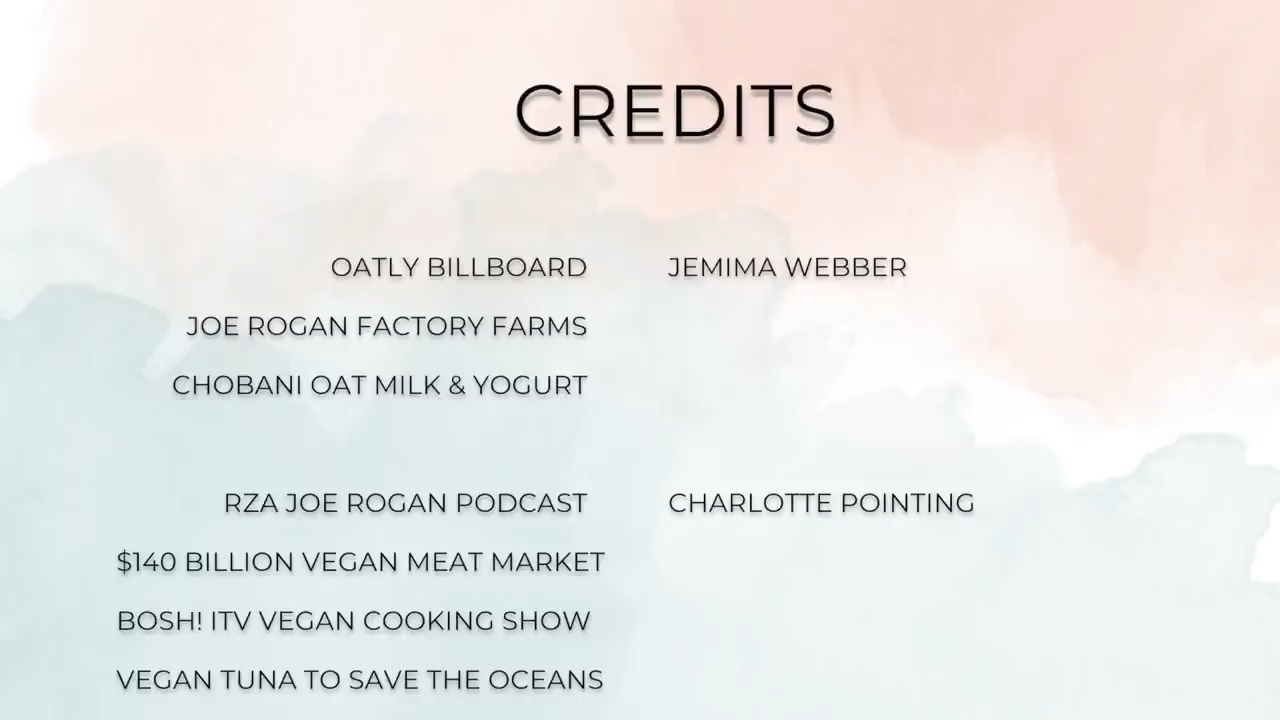 CREDITS
OATLY BILLBOARD JEMIMA WEBBER
JOE ROGAN FACTORY FARMS
CHOBANI OAT MILK & YOGURT
RZA JOE ROGAN PODCAST CHARLOTTE POINTING
$140 BILLION VEGAN MEAT MARKET
BOSH! ITV VEGAN COOKING SHOW
VEGAN TUNA TO SAVE THE OCEANS